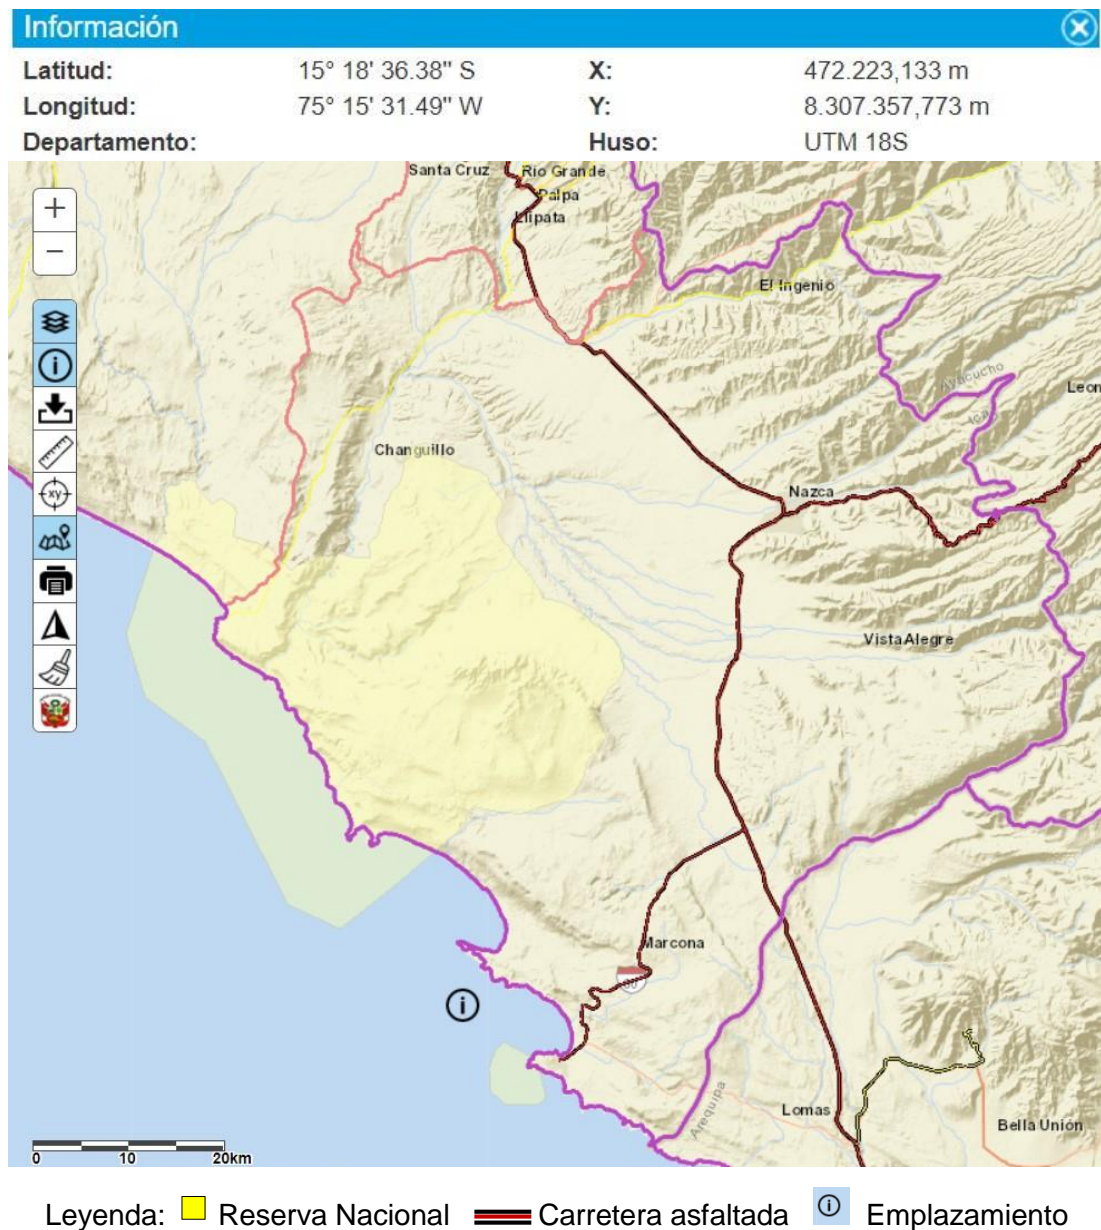 Información
Latitud: 15° 18' 36.38" S X: 472.223,133 m
Longitud: 75° 15' 31.49" W Y: 8.307.357,773 m
Departamento: Huso: UTM 18S
Santa Cruz Rio Grande
Palpa
Llipata
El Ingenio
Ayacucho
Ica
Leon
Changuillo
Nazca
Vista Alegre
Marcona
30
Arequipa
Lomas
Bella Unión
xy
0 10 20km
Leyenda: Reserva Nacional Carretera asfaltada Emplazamiento